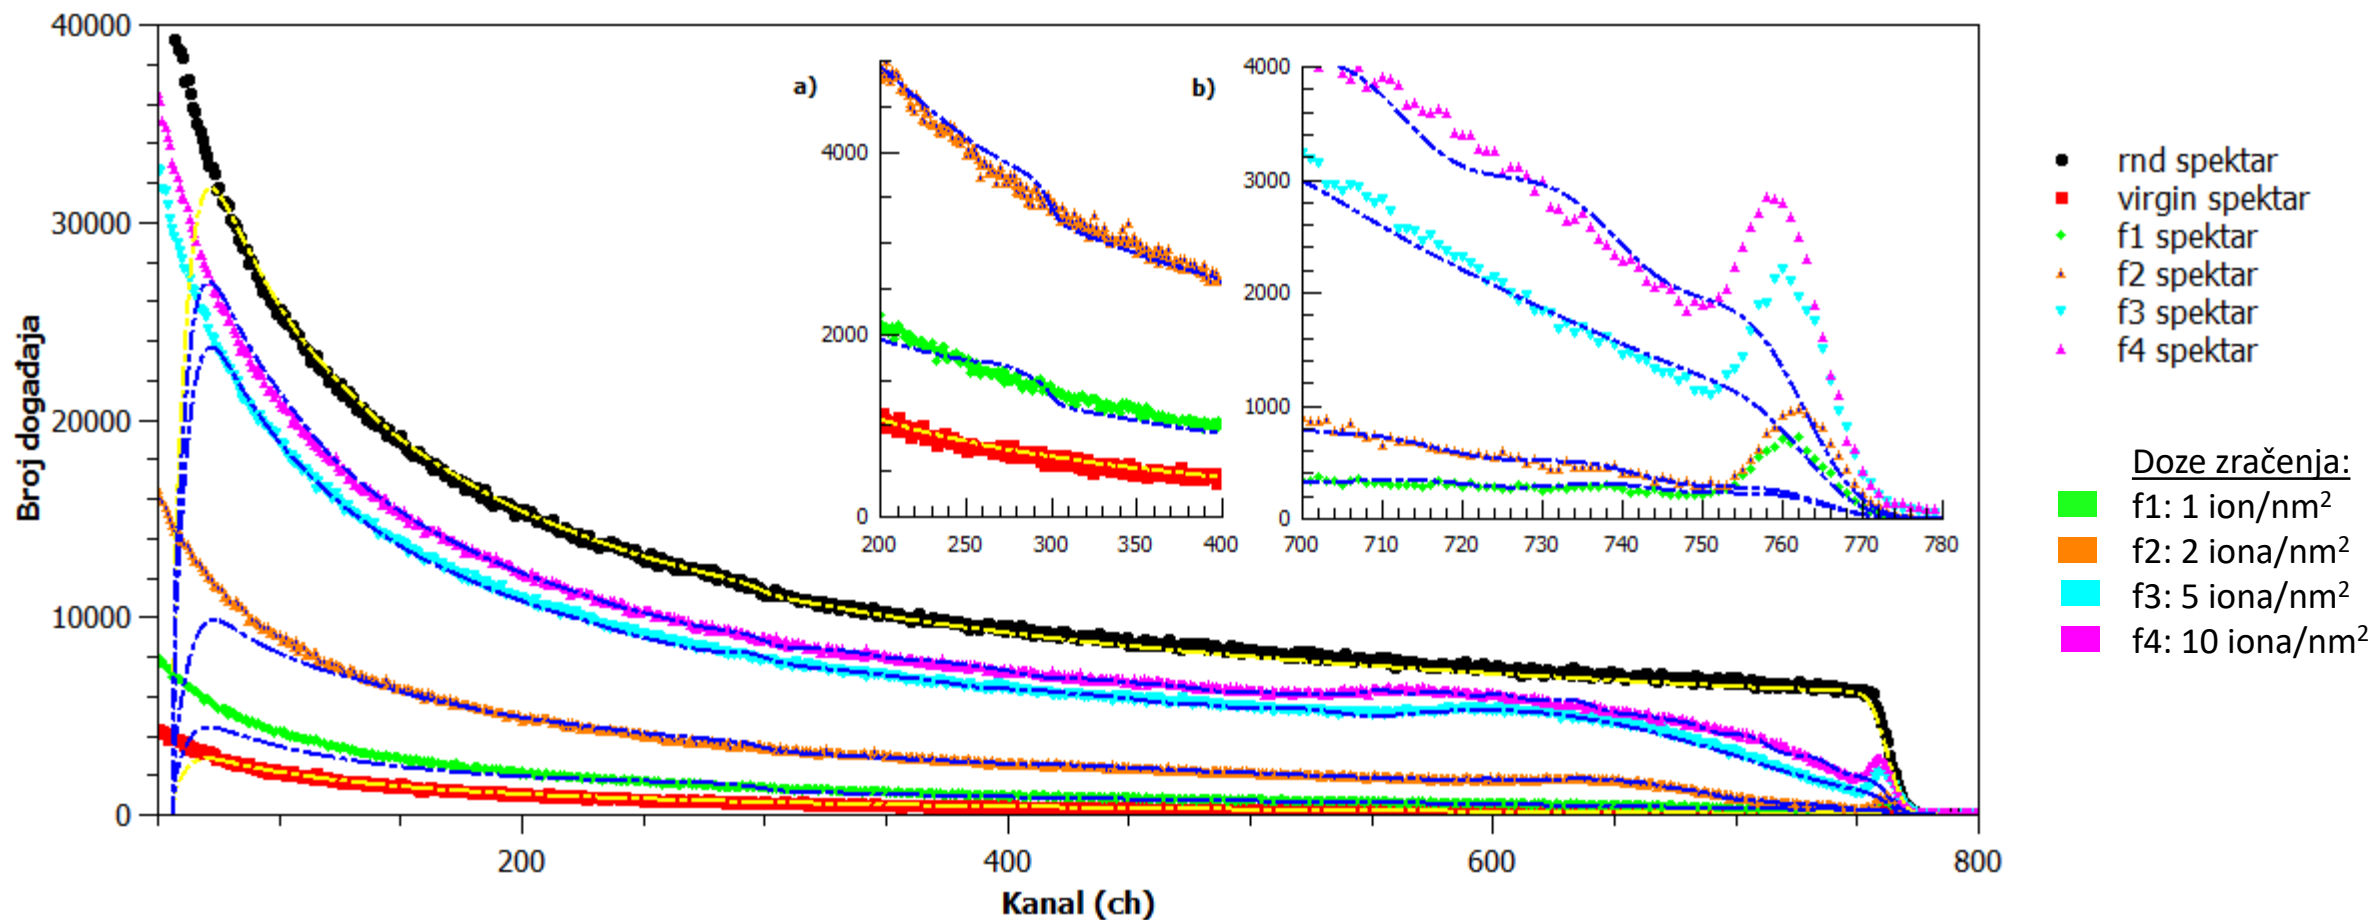 40000
30000
20000
10000
0
Broj događaja
200
400
600
800
Kanal (ch)
a)
4000
2000
0
200
250
300
350
400
b)
4000
3000
2000
1000
0
700
710
720
730
740
750
760
770
780
rnd spektar
virgin spektar
f1 spektar
f2 spektar
f3 spektar
f4 spektar
Doze zračenja:
f1: 1 ion/nm²
f2: 2 iona/nm²
f3: 5 iona/nm²
f4: 10 iona/nm²